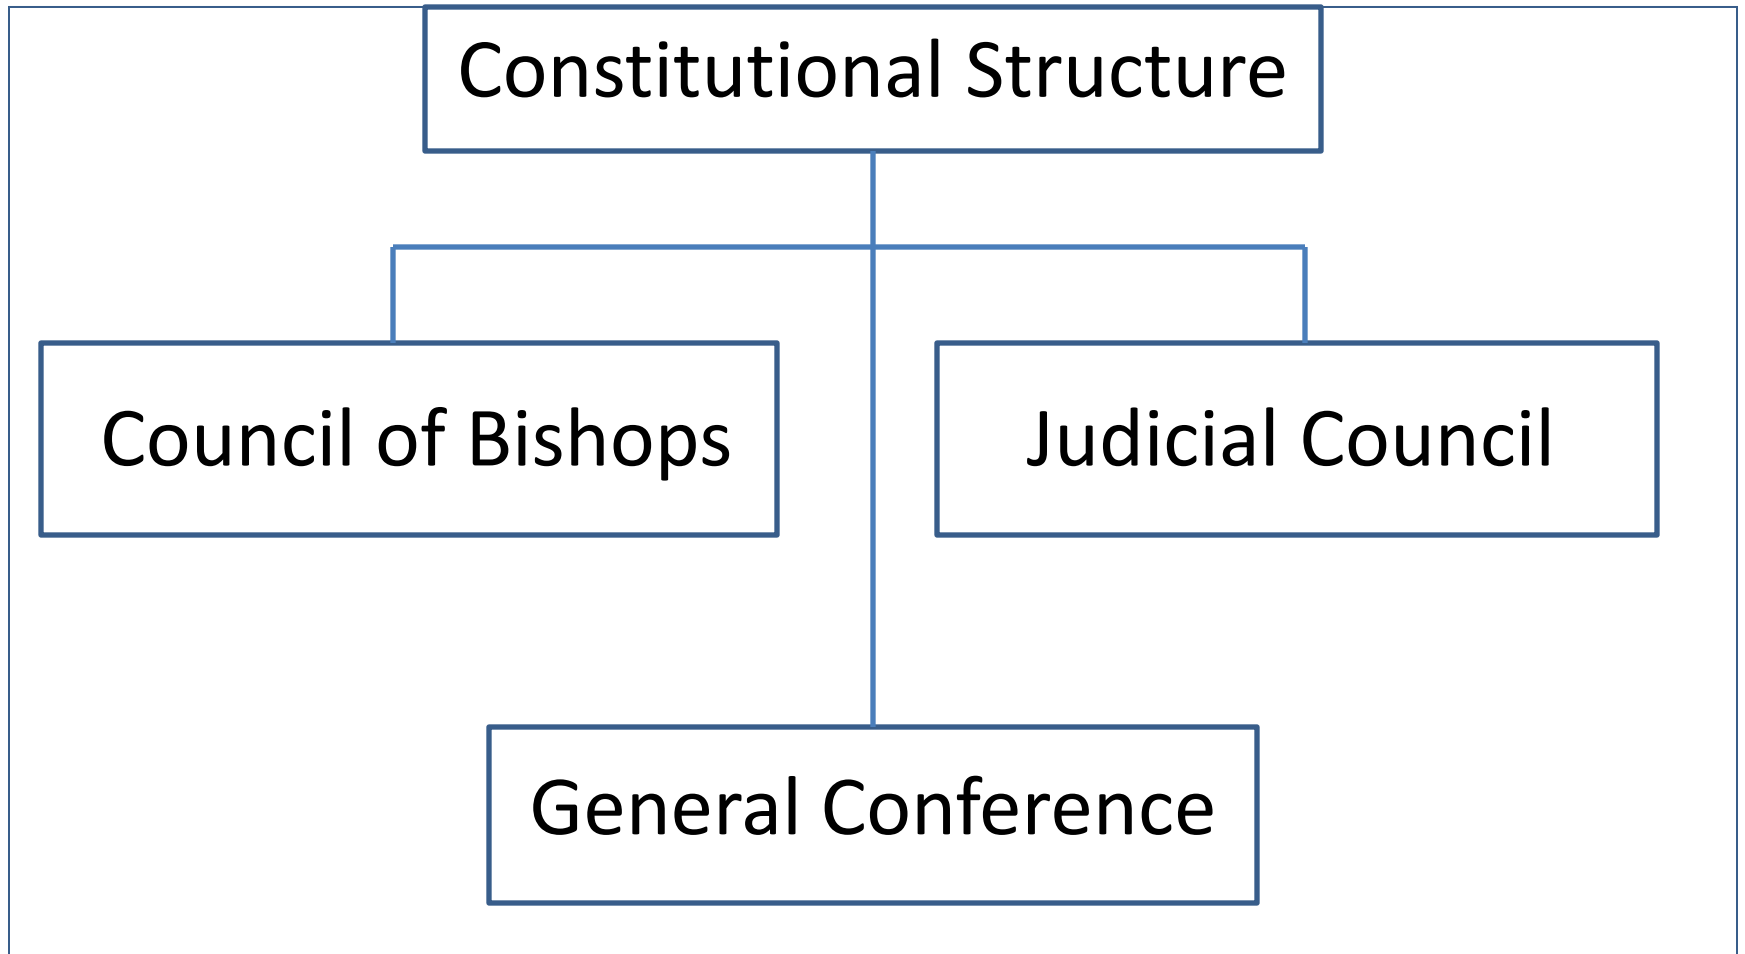 Constitutional Structure
Council of Bishops
Judicial Council
General Conference